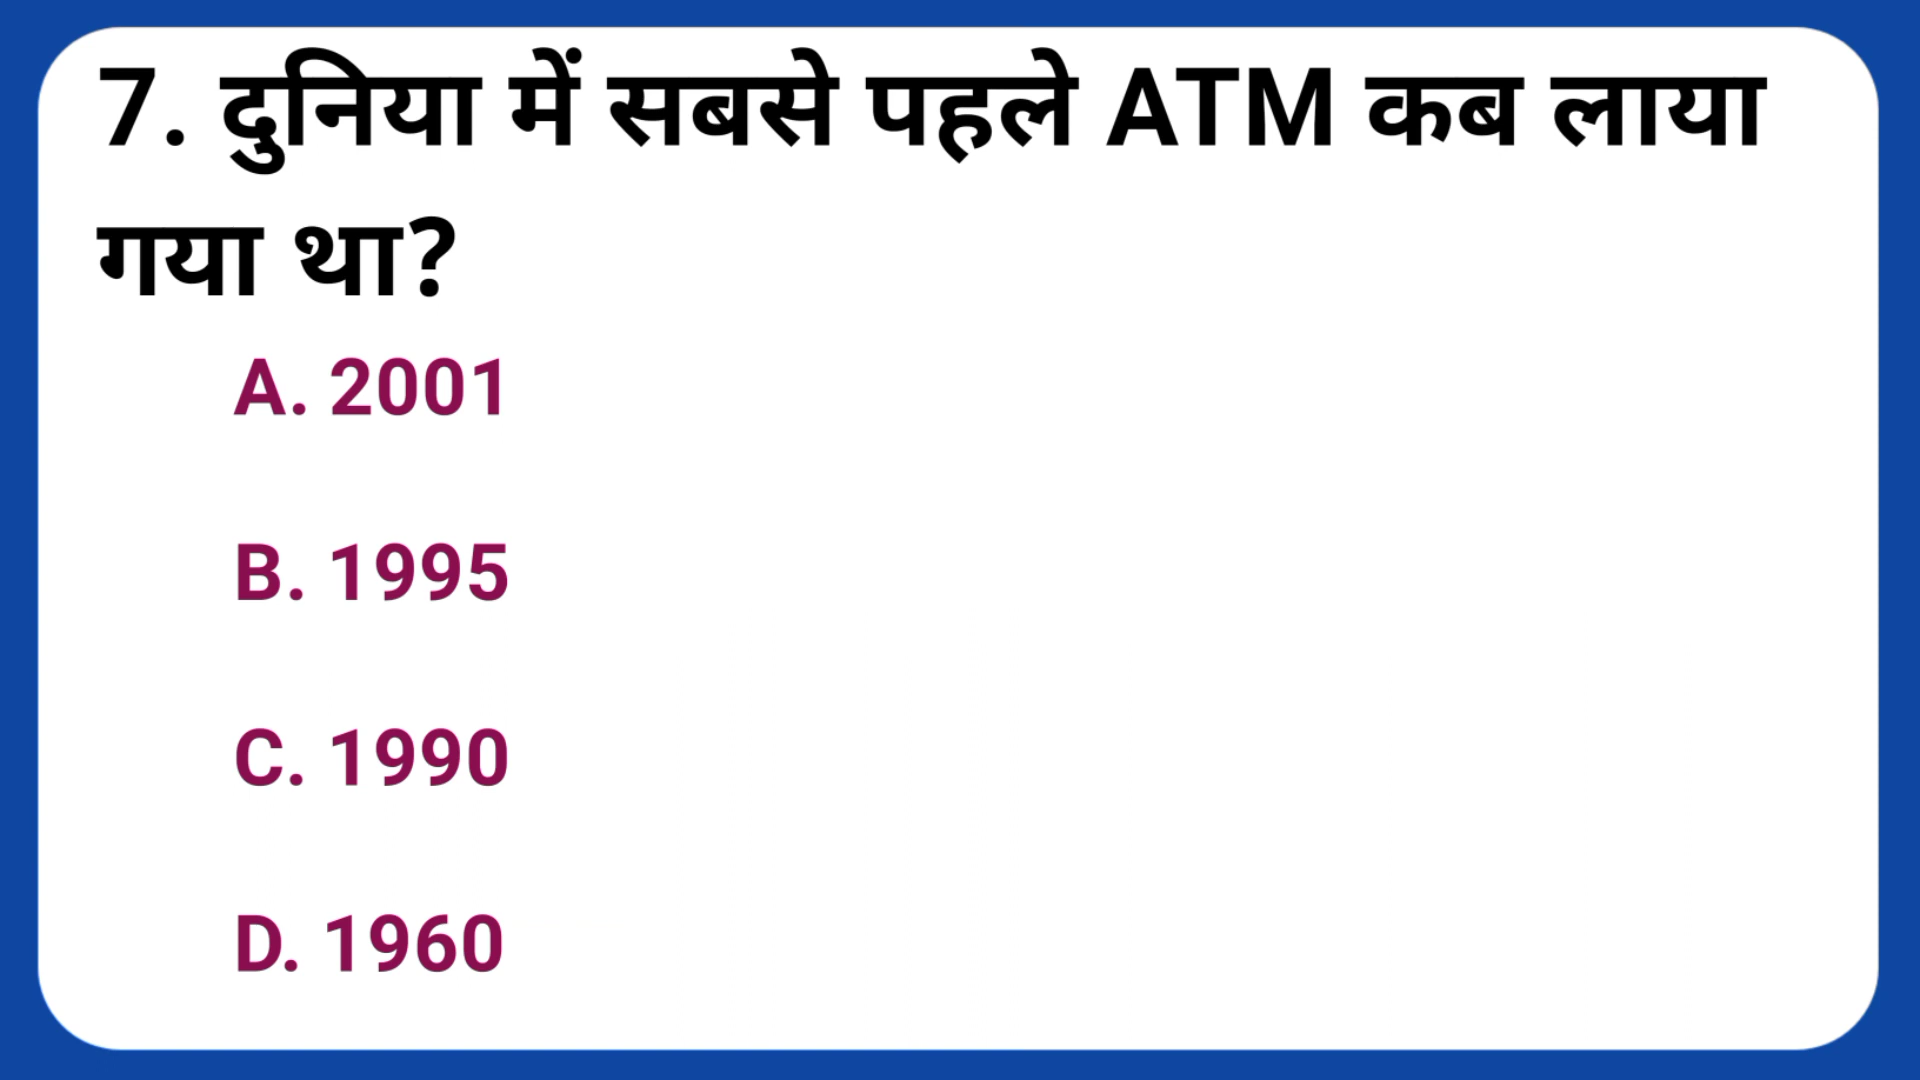 7. दुनिया में सबसे पहले ATM कब लाया
गया था?
A. 2001
B. 1995
C. 1990
D. 1960